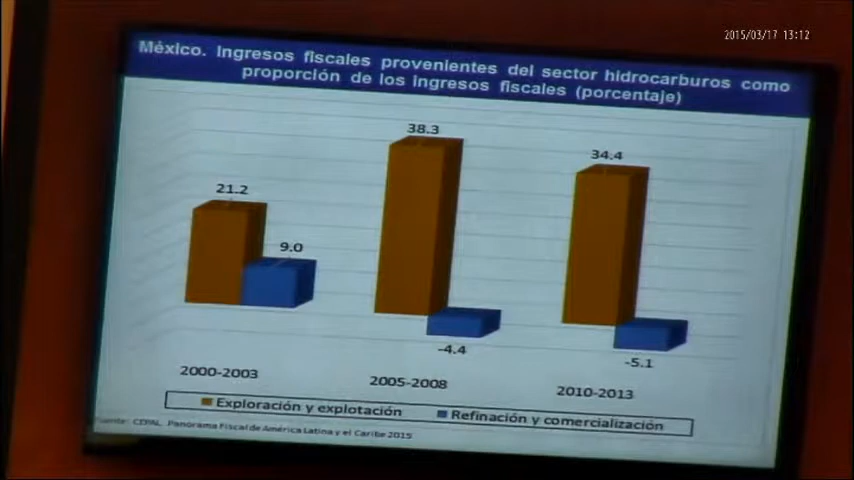 2015/03/17 13:12
México. Ingresos fiscales provenientes del sector hidrocarburos como
proporción de los ingresos fiscales (porcentaje)
38.3
34.4
21.2
9.0
-4.4
-5.1
2000-2003
2005-2008
2010-2013
Exploración y explotación
Refinación y comercialización
Fuente: CEPAL. Panorama Fiscal de América Latina y el Caribe 2015